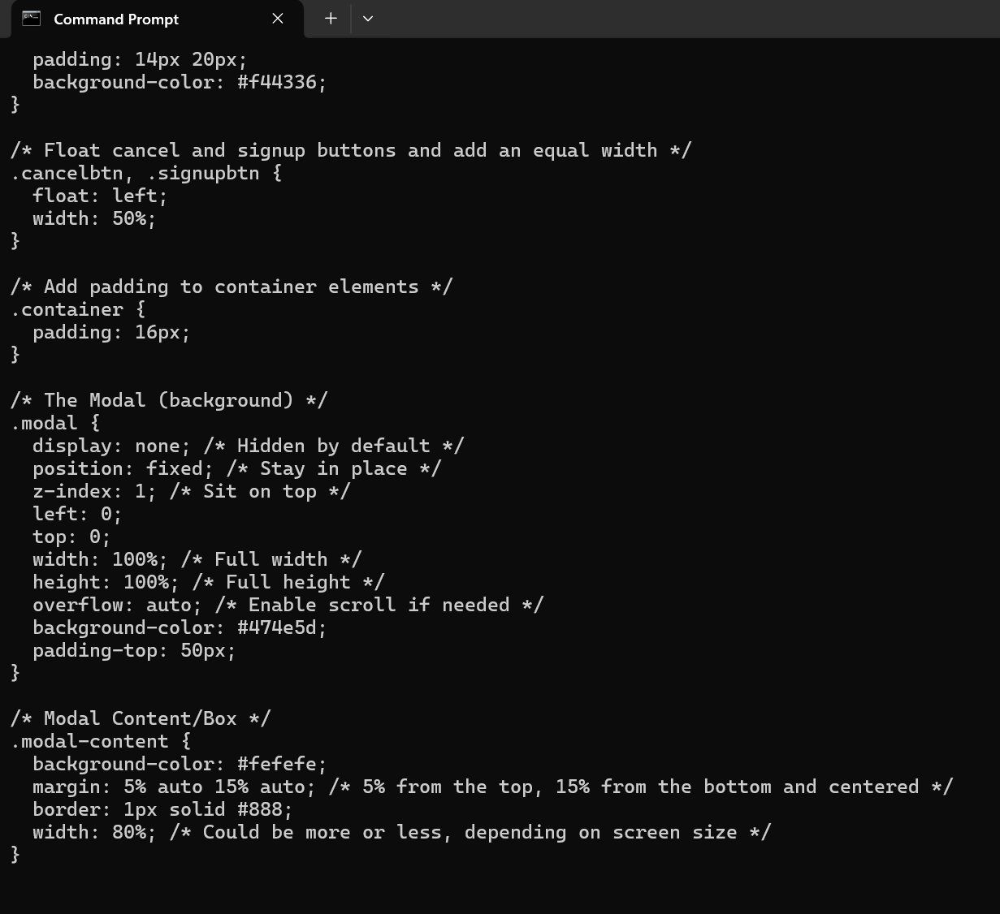 Command Prompt
  padding: 14px 20px;
  background-color: #f44336;
}

/* Float cancel and signup buttons and add an equal width */
.cancelbtn, .signupbtn {
  float: left;
  width: 50%;
}

/* Add padding to container elements */
.container {
  padding: 16px;
}

/* The Modal (background) */
.modal {
  display: none; /* Hidden by default */
  position: fixed; /* Stay in place */
  z-index: 1; /* Sit on top */
  left: 0;
  top: 0;
  width: 100%; /* Full width */
  height: 100%; /* Full height */
  overflow: auto; /* Enable scroll if needed */
  background-color: #474e5d;
  padding-top: 50px;
}

/* Modal Content/Box */
.modal-content {
  background-color: #fefefe;
  margin: 5% auto 15% auto; /* 5% from the top, 15% from the bottom and centered */
  border: 1px solid #888;
  width: 80%; /* Could be more or less, depending on screen size */
}